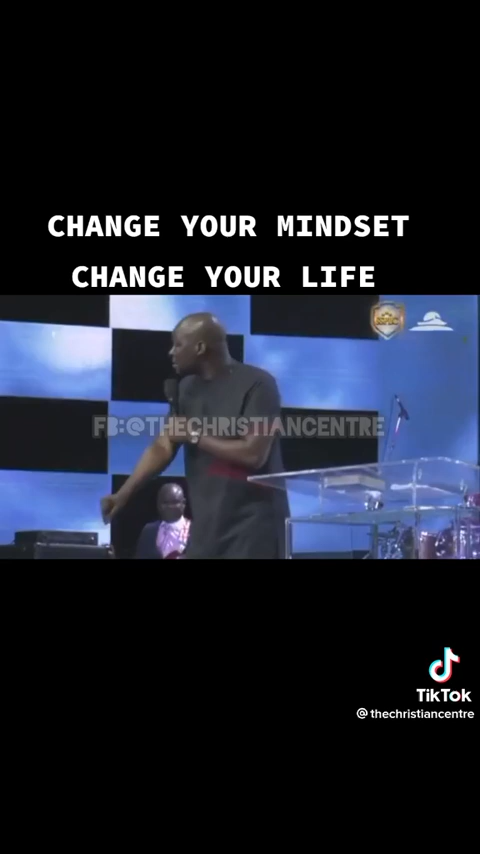 CHANGE YOUR MINDSET
CHANGE YOUR LIFE
FB:@THECHRISTIANCENTRE
TikTok
@thechristiancentre